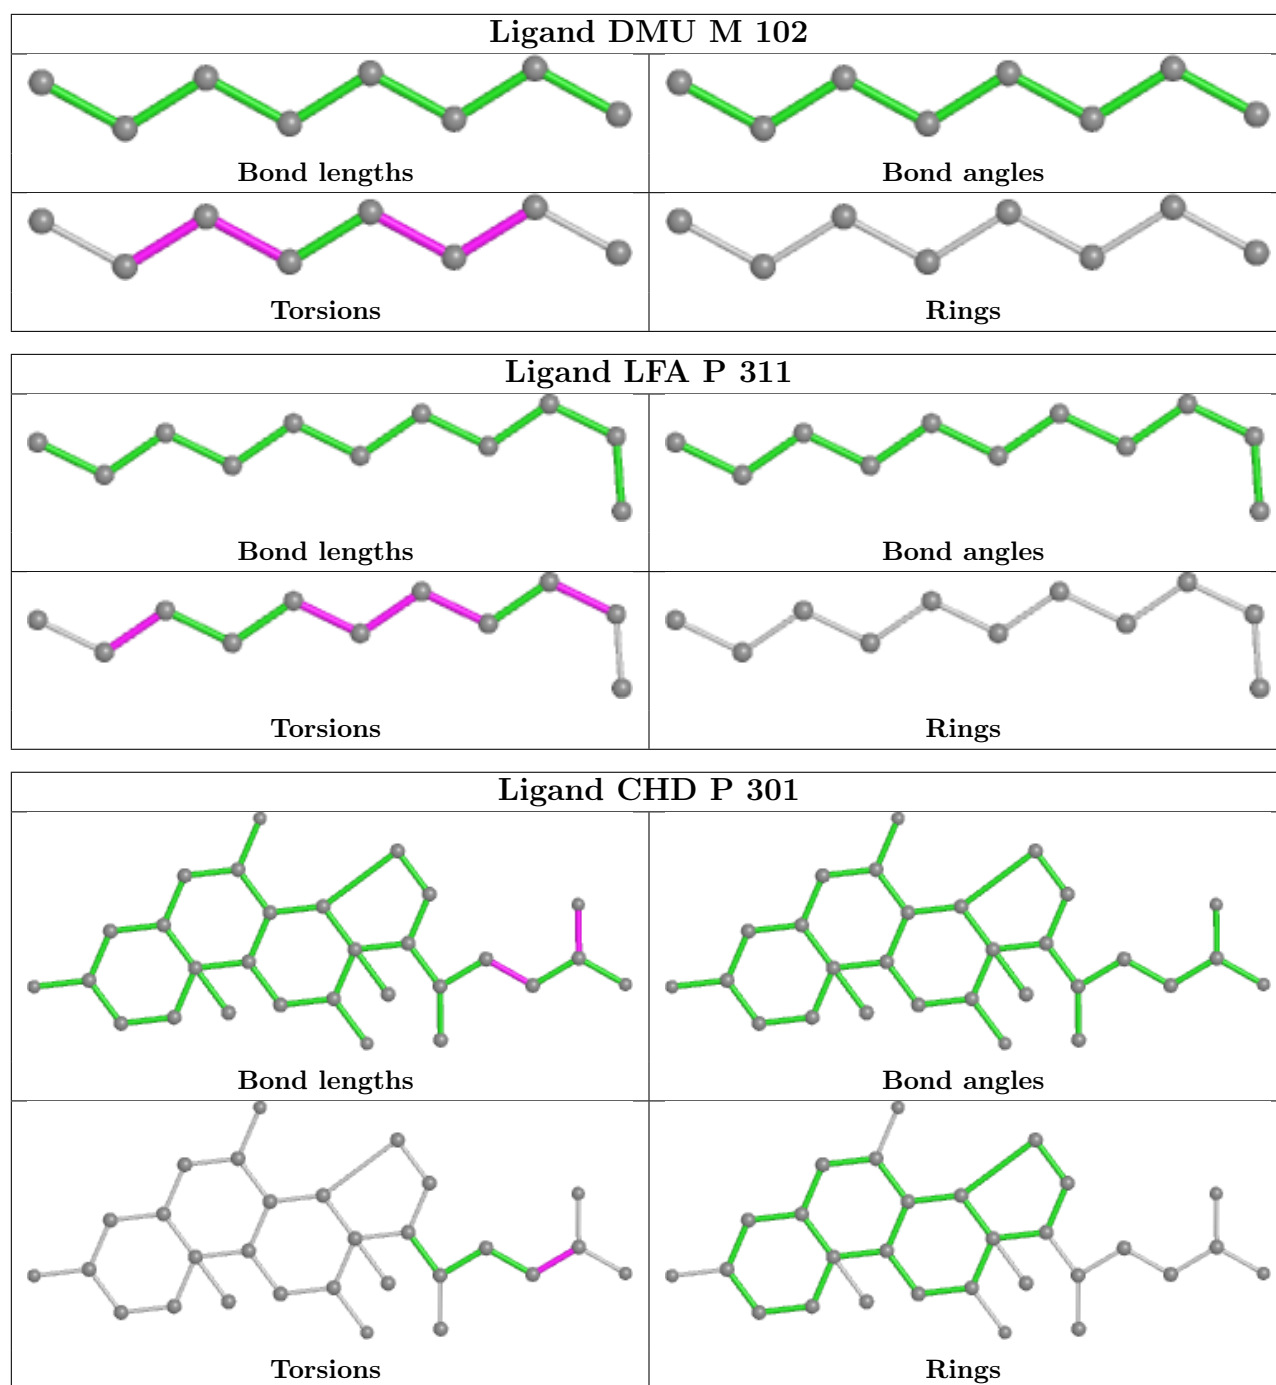 Ligand DMU M 102
Bond lengths
Bond angles
Torsions
Rings
Ligand LFA P 311
Bond lengths
Bond angles
Torsions
Rings
Ligand CHD P 301
Bond lengths
Bond angles
Torsions
Rings